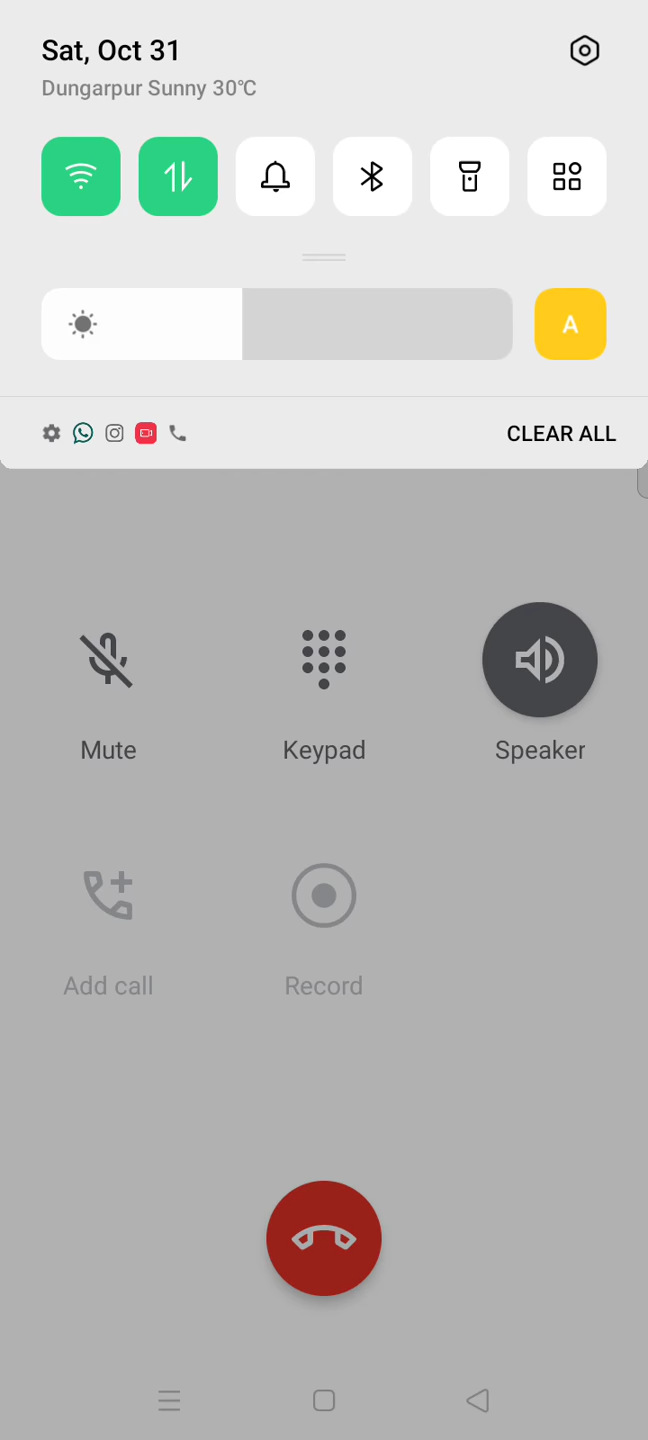 Sat, Oct 31
Dungarpur Sunny 30℃
A
CLEAR ALL
Mute
Keypad
Speaker
Add call
Record